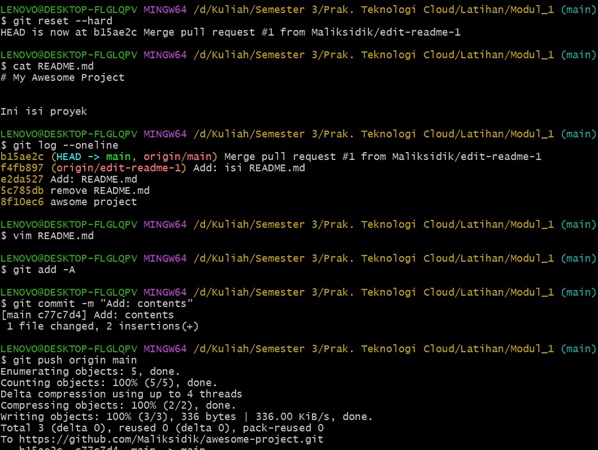 LENOVO@DESKTOP-FLGLQPV MINGW64 /d/Kuliah/Semester 3/Prak. Teknologi Cloud/Latihan/Modul_1 (main)
$ git reset --hard
HEAD is now at b15ae2c Merge pull request #1 from Maliksidik/edit-readme-1
LENOVO@DESKTOP-FLGLQPV MINGW64 /d/Kuliah/Semester 3/Prak. Teknologi Cloud/Latihan/Modul_1 (main)
$ cat README.md
# My Awesome Project
Ini isi proyek
LENOVO@DESKTOP-FLGLQPV MINGW64 /d/Kuliah/Semester 3/Prak. Teknologi Cloud/Latihan/Modul_1 (main)
$ git log --oneline
b15ae2c (HEAD -> main, origin/main) Merge pull request #1 from Maliksidik/edit-readme-1
f4fb897 (origin/edit-readme-1) Add: isi README.md
e2da527 Add: README.md
5c785db remove README.md
8f10ec6 awsome project
LENOVO@DESKTOP-FLGLQPV MINGW64 /d/Kuliah/Semester 3/Prak. Teknologi Cloud/Latihan/Modul_1 (main)
$ vim README.md
LENOVO@DESKTOP-FLGLQPV MINGW64 /d/Kuliah/Semester 3/Prak. Teknologi Cloud/Latihan/Modul_1 (main)
$ git add -A
LENOVO@DESKTOP-FLGLQPV MINGW64 /d/Kuliah/Semester 3/Prak. Teknologi Cloud/Latihan/Modul_1 (main)
$ git commit -m "Add: contents"
[main c77c7d4] Add: contents
 1 file changed, 2 insertions(+)
LENOVO@DESKTOP-FLGLQPV MINGW64 /d/Kuliah/Semester 3/Prak. Teknologi Cloud/Latihan/Modul_1 (main)
$ git push origin main
Enumerating objects: 5, done.
Counting objects: 100% (5/5), done.
Delta compression using up to 4 threads
Compressing objects: 100% (2/2), done.
Writing objects: 100% (3/3), 336 bytes | 336.00 KiB/s, done.
Total 3 (delta 0), reused 0 (delta 0), pack-reused 0
To https://github.com/Maliksidik/awesome-project.git
b15ae2c..c77c7d4 main -> main